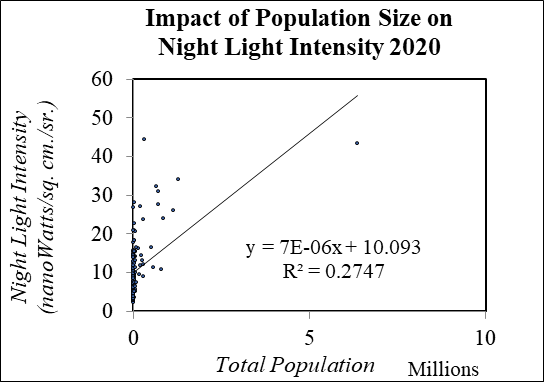 Impact of Population Size on
Night Light Intensity 2020
Night Light Intensity
(nanoWatts/sq. cm./sr.)
60
50
40
30
20
10
0
y = 7E-06x + 10.093
R² = 0.2747
0 5 10
Total Population Millions